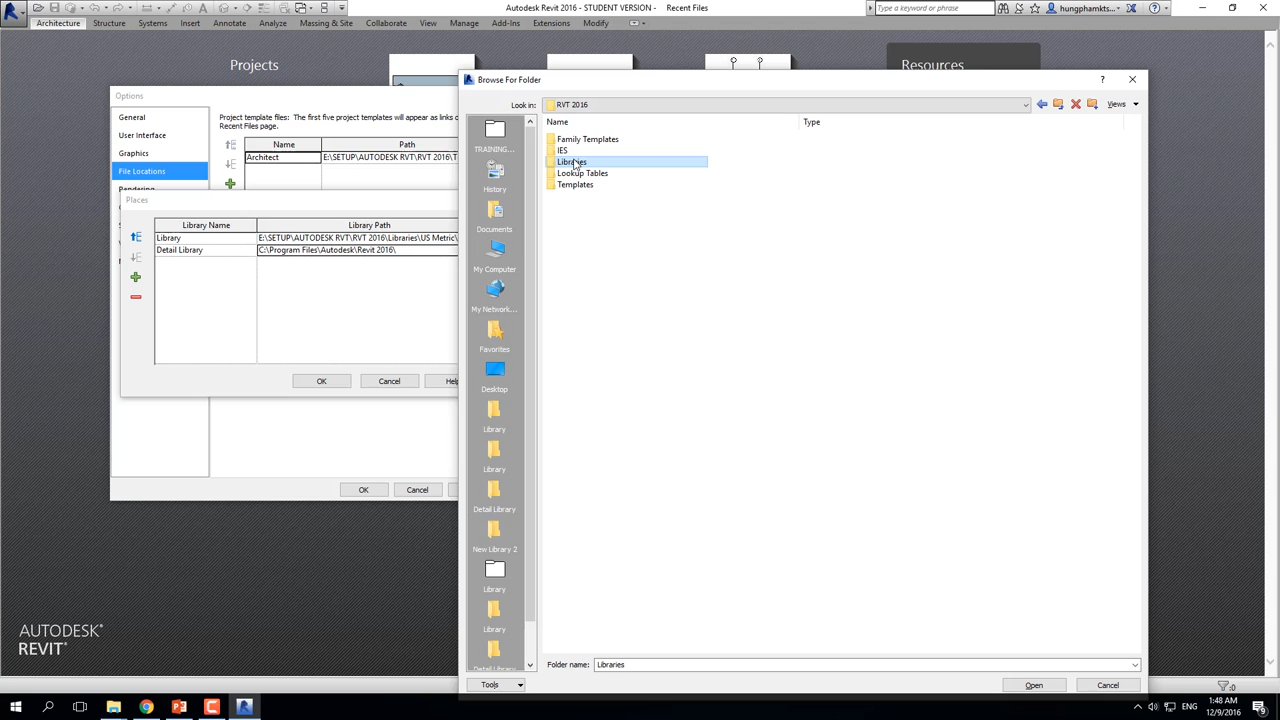 Autodesk Revit 2016 - STUDENT VERSION - Recent Files
Type a keyword or phrase
hungphamkts...
Architecture Structure Systems Insert Annotate Analyze Massing & Site Collaborate View Manage Add-Ins Extensions Modify
Projects
Resources
Options
General
User Interface
Graphics
File Locations
Rendering
Project template files: The first five project templates will appear as links o
Recent Files page.
Name Path
Architect E:\SETUP\AUTODESK RVT\RVT 2016\T
Places
Library Name Library Path
Library E:\SETUP\AUTODESK RVT\RVT 2016\Libraries\US Metric\
Detail Library C:\Program Files\Autodesk\Revit 2016\
OK Cancel Help
OK Cancel
Browse For Folder
Look in: RVT 2016 Views
Name Type
Family Templates
IES
Libraries
Lookup Tables
Templates
TRAINING...
History
Documents
My Computer
My Network...
Favorites
Desktop
Library
Library
Detail Library
New Library 2
Library
Library
Detail Library
Folder name: Libraries
Tools Open Cancel
AUTODESK®
REVIT®
:0
ENG
1:48 AM
12/9/2016